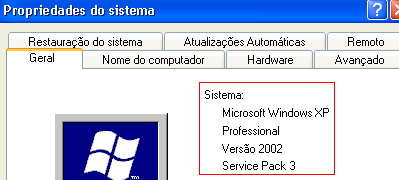 Propriedades do sistema
Restauração do sistema Atualizações Automáticas Remoto
Geral Nome do computador Hardware Avançado
Sistema:
Microsoft Windows XP
Professional
Versão 2002
Service Pack 3